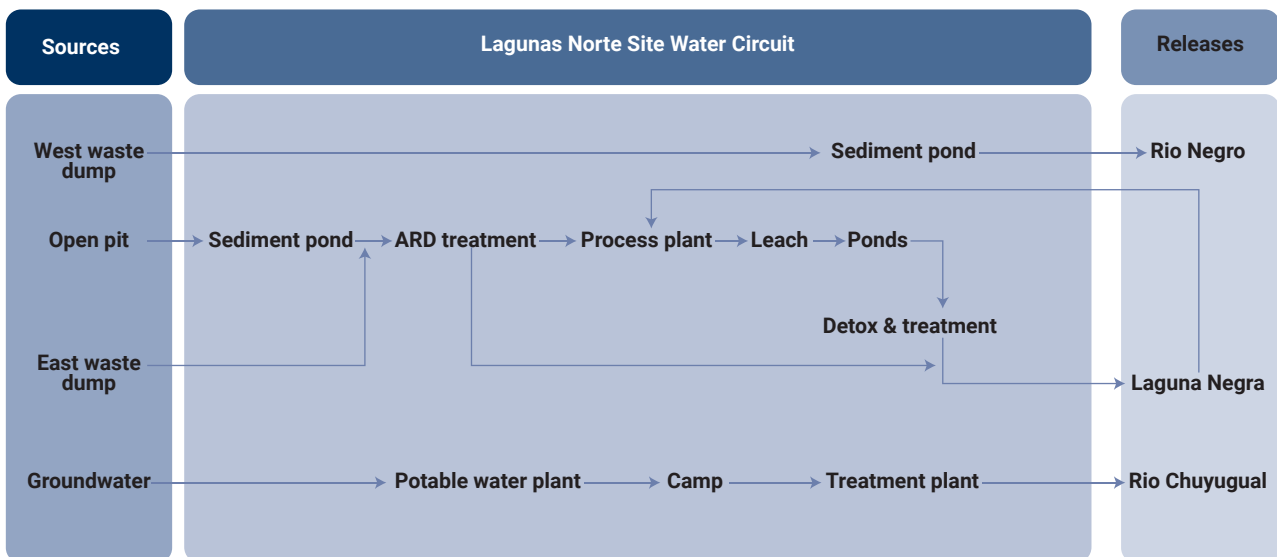 Sources
Lagunas Norte Site Water Circuit
Releases
West waste
dump
Sediment pond
Rio Negro
Open pit
Sediment pond
ARD treatment
Process plant
Leach
Ponds
Detox & treatment
East waste
dump
Laguna Negra
Groundwater
Potable water plant
Camp
Treatment plant
Rio Chuyugual